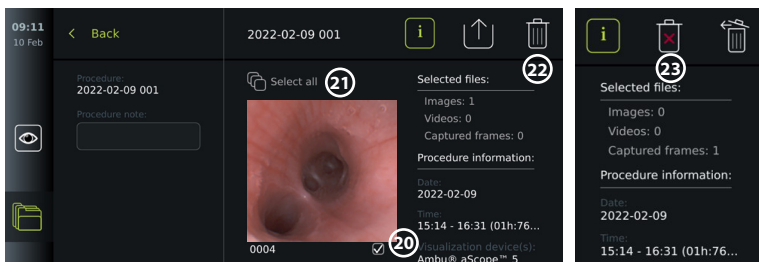 09:11
10 Feb
Back
Procedure:
2022-02-09 001
Procedure note:
2022-02-09 001
i
22
Select all
21
0004
20
Selected files:
Images: 1
Videos: 0
Captured frames: 0
Procedure information:
Date:
2022-02-09
Time:
15:14 - 16:31 (01h:76...
Visualization device(s):
Ambu® aScope™ 5
i
23
Selected files:
Images: 0
Videos: 0
Captured frames: 1
Procedure information:
Date:
2022-02-09
Time:
15:14 - 16:31 (01h:76...